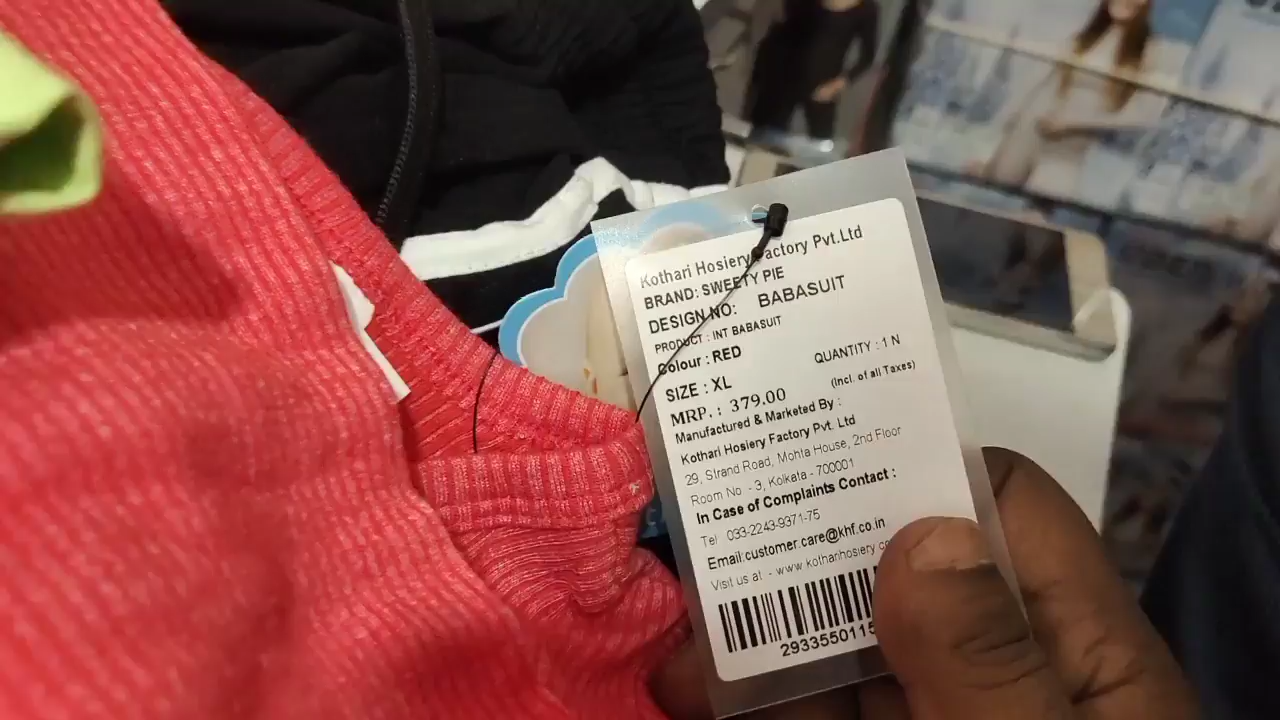 Kothari Hosiery Factory Pvt.Ltd
BRAND: SWEETY PIE
DESIGN NO: BABASUIT
PRODUCT : INT BABASUIT
Colour : RED QUANTITY : 1 N
SIZE : XL (Incl. of all Taxes)
MRP. : 379.00
Manufactured & Marketed By :
Kothari Hosiery Factory Pvt. Ltd
29, Strand Road, Mohta House, 2nd Floor
Room No - 3, Kolkata - 700001
In Case of Complaints Contact :
Tel 033-2243-9371-75
Email:customer.care@khf.co.in
Visit us at - www kotharihosiery
293355011